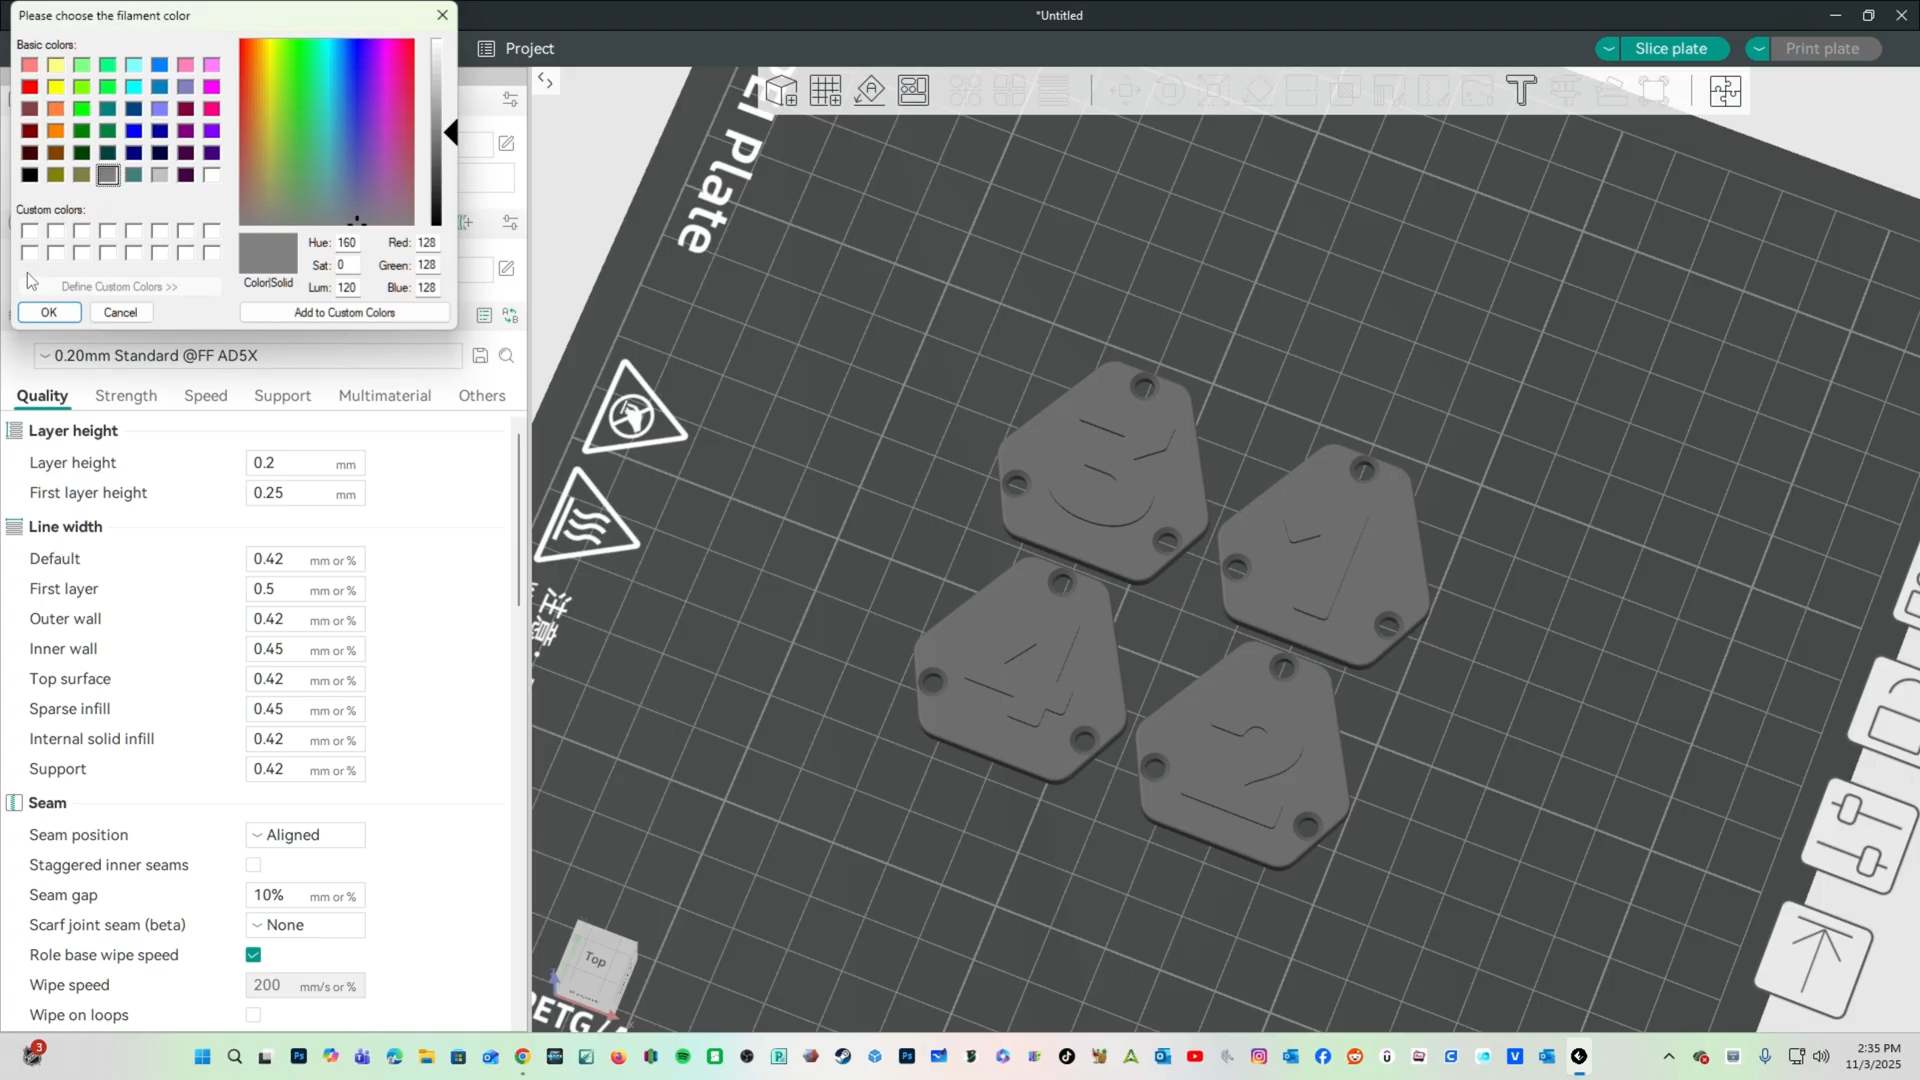 Please choose the filament color
*Untitled
Project
Slice plate
Print plate
Basic colors:
Custom colors:
Define Custom Colors >>
OK
Cancel
Color|Solid
Hue: 160
Sat: 0
Lum: 120
Red: 128
Green: 128
Blue: 128
Add to Custom Colors
0.20mm Standard @FF AD5X
Quality
Strength
Speed
Support
Multimaterial
Others
Layer height
Layer height 0.2 mm
First layer height 0.25 mm
Line width
Default 0.42 mm or %
First layer 0.5 mm or %
Outer wall 0.42 mm or %
Inner wall 0.45 mm or %
Top surface 0.42 mm or %
Sparse infill 0.45 mm or %
Internal solid infill 0.42 mm or %
Support 0.42 mm or %
Seam
Seam position Aligned
Staggered inner seams
Seam gap 10% mm or %
Scarf joint seam (beta) None
Role base wipe speed
Wipe speed 200 mm/s or %
Wipe on loops
Plate
3
1
4
2
Top
3
2:35 PM
11/3/2025